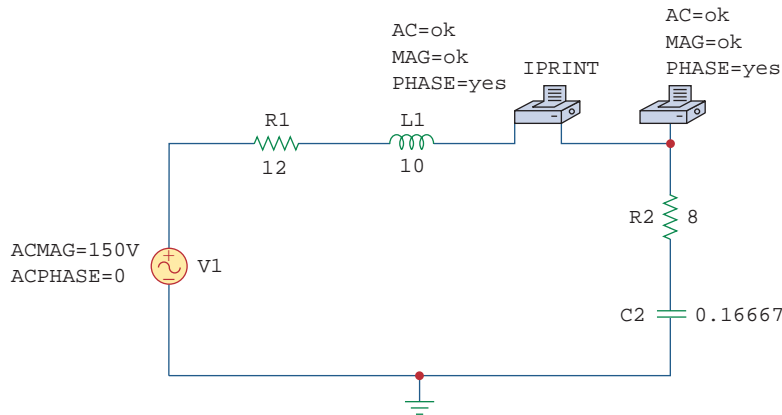 AC=ok
MAG=ok
PHASE=yes
IPRINT
AC=ok
MAG=ok
PHASE=yes
R1
12
L1
10
R2
8
ACMAG=150V
ACPHASE=0
+
−
V1
C2
0.16667